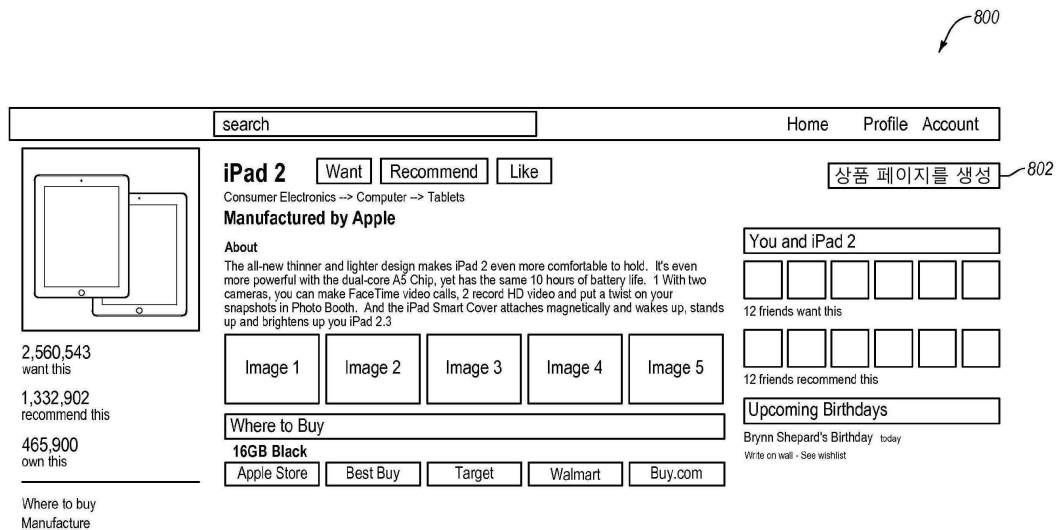 800
search
Home Profile Account
iPad 2 Want Recommend Like
상품 페이지를 생성 802
Consumer Electronics --> Computer --> Tablets
Manufactured by Apple
About
The all-new thinner and lighter design makes iPad 2 even more comfortable to hold. It's even
more powerful with the dual-core A5 Chip, yet has the same 10 hours of battery life. 1 With two
cameras, you can make FaceTime video calls, 2 record HD video and put a twist on your
snapshots in Photo Booth. And the iPad Smart Cover attaches magnetically and wakes up, stands
up and brightens up you iPad 2.3
Image 1 Image 2 Image 3 Image 4 Image 5
Where to Buy
16GB Black
Apple Store Best Buy Target Walmart Buy.com
2,560,543
want this
1,332,902
recommend this
465,900
own this
Where to buy
Manufacture
You and iPad 2
12 friends want this
12 friends recommend this
Upcoming Birthdays
Brynn Shepard's Birthday today
Write on wall - See wishlist